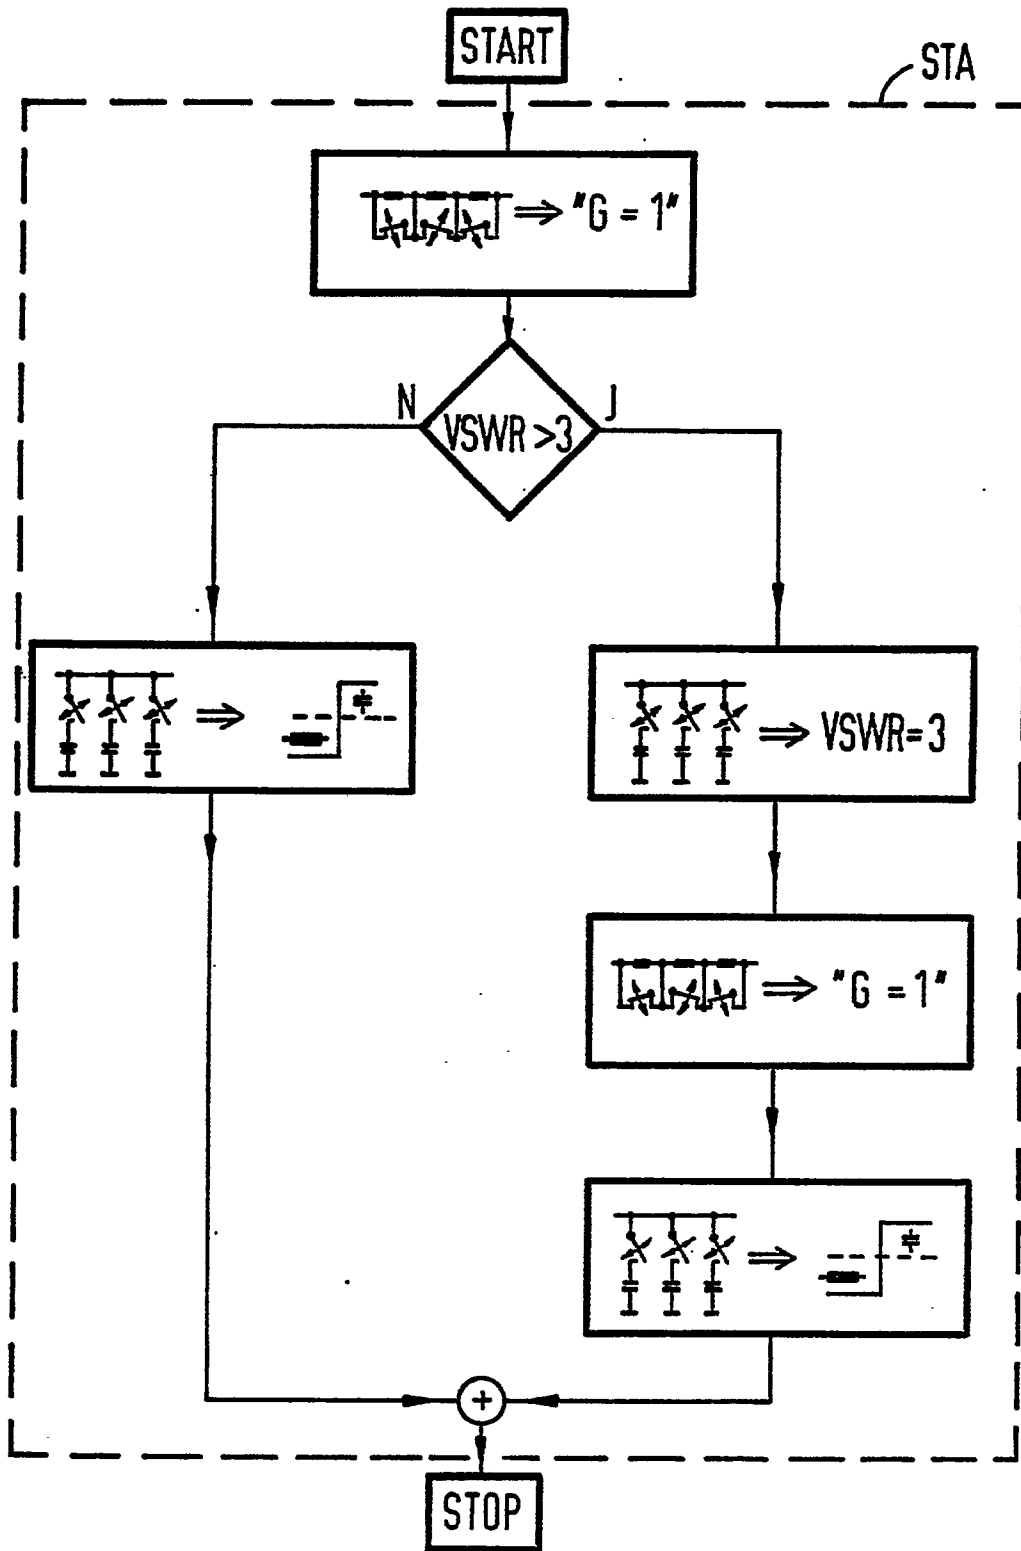 START
STA
"G = 1"
N
J
VSWR >3
VSWR=3
"G = 1"
+
STOP